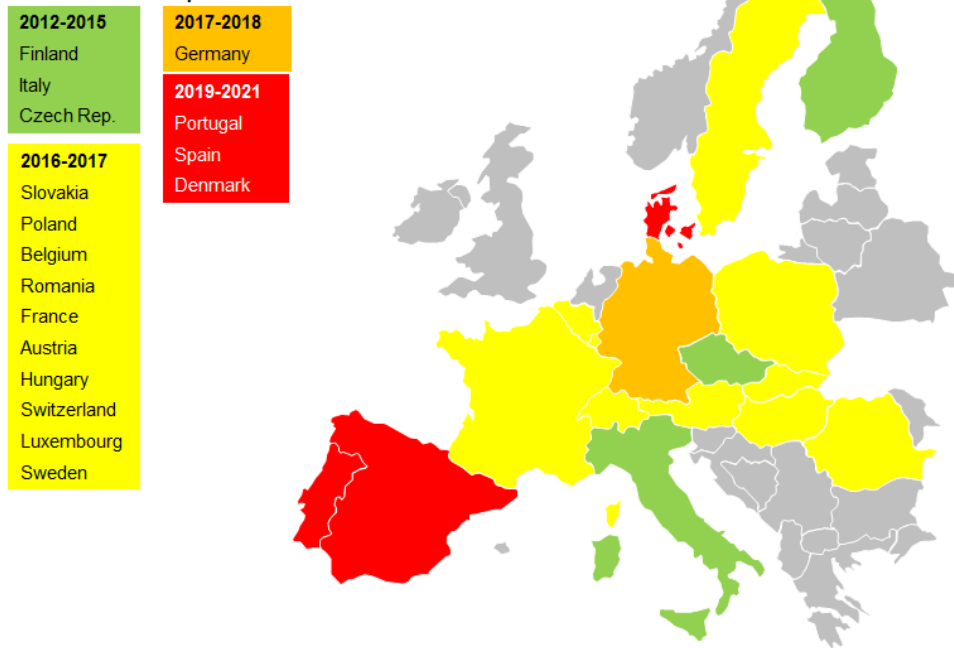 2012-2015
Finland
Italy
Czech Rep.
2016-2017
Slovakia
Poland
Belgium
Romania
France
Austria
Hungary
Switzerland
Luxembourg
Sweden
2017-2018
Germany
2019-2021
Portugal
Spain
Denmark